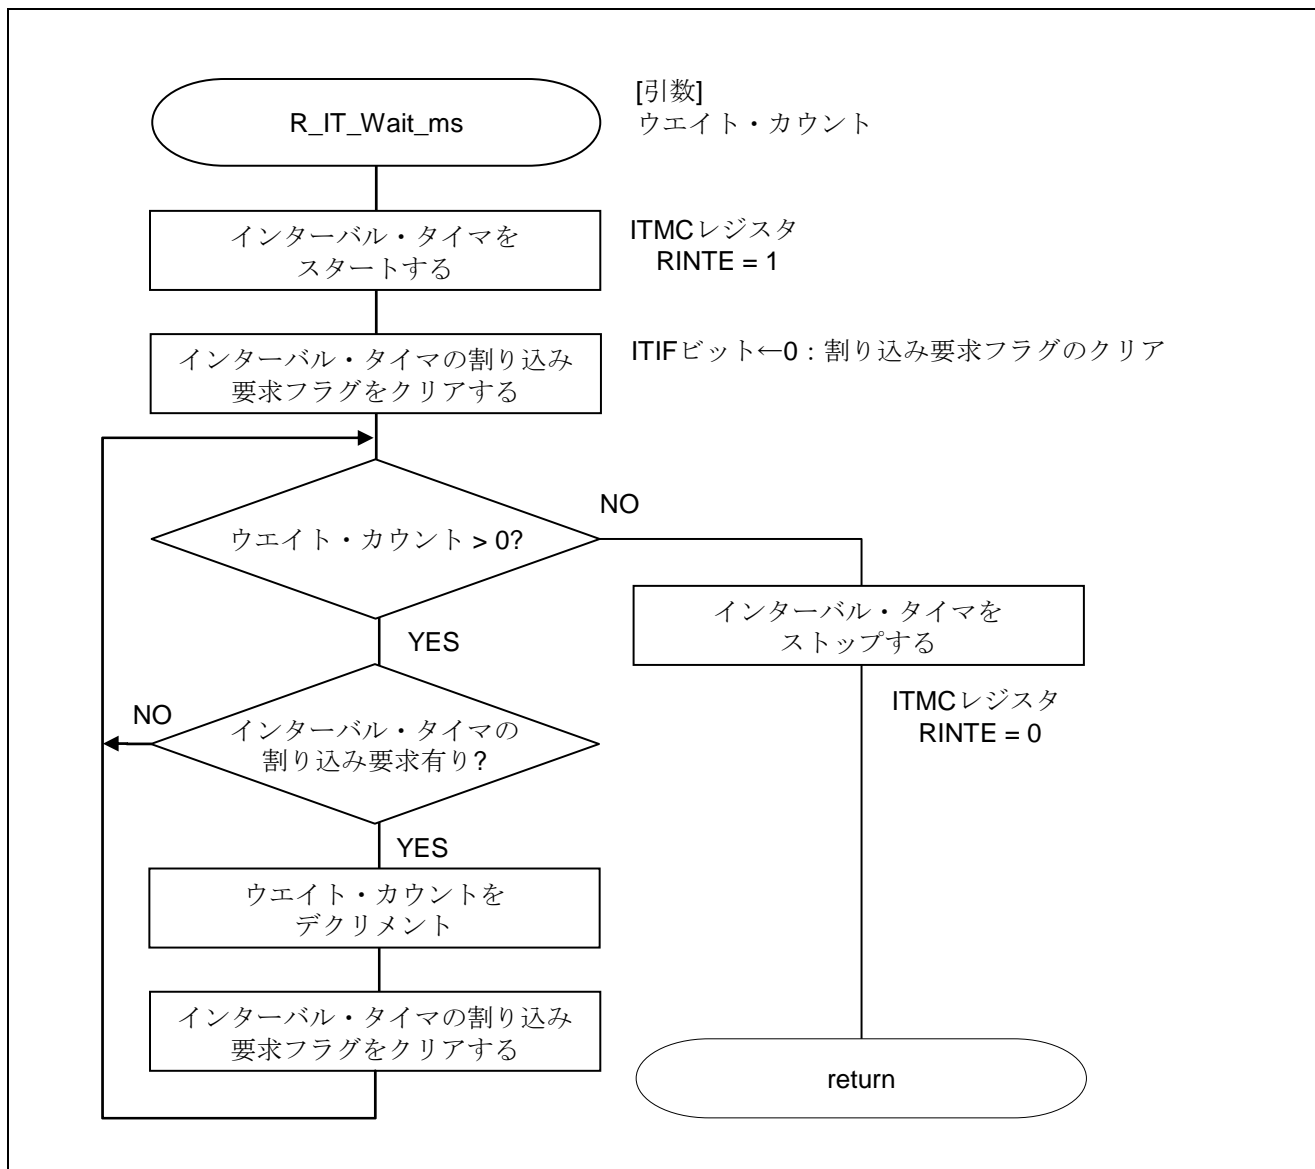 R_IT_Wait_ms
[引数]
ウエイト・カウント
インターバル・タイマを
スタートする
ITMCレジスタ
RINTE = 1
インターバル・タイマの割り込み
要求フラグをクリアする
ITIFビット←0：割り込み要求フラグのクリア
ウエイト・カウント > 0?
NO
YES
インターバル・タイマを
ストップする
ITMCレジスタ
RINTE = 0
インターバル・タイマの
割り込み要求有り?
NO
YES
ウエイト・カウントを
デクリメント
インターバル・タイマの割り込み
要求フラグをクリアする
return